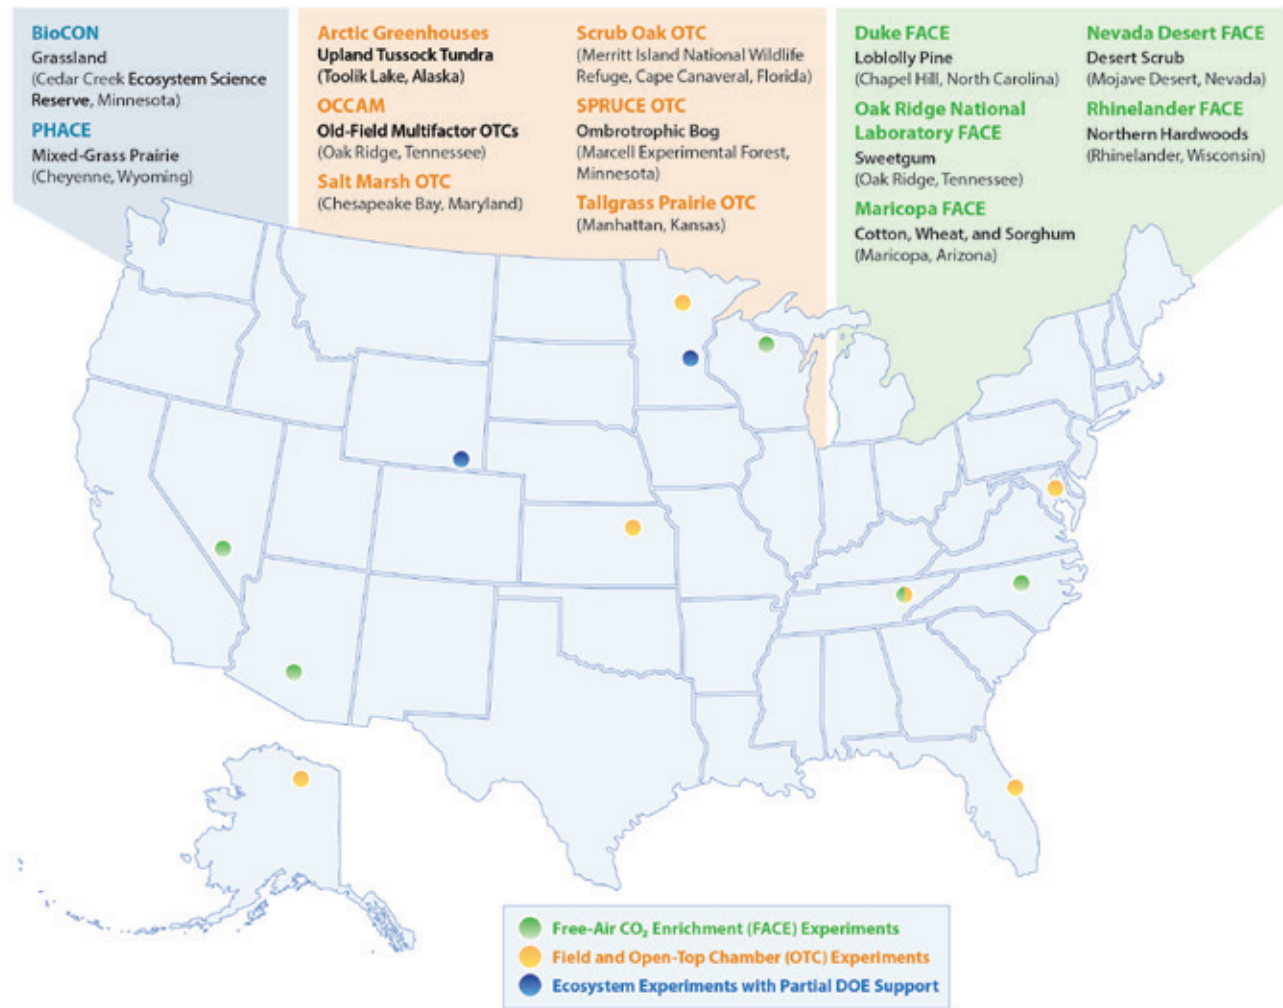 BioCON
Grassland
(Cedar Creek Ecosystem Science
Reserve, Minnesota)
PHACE
Mixed-Grass Prairie
(Cheyenne, Wyoming)
Arctic Greenhouses
Upland Tussock Tundra
(Toolik Lake, Alaska)
OCCAM
Old-Field Multifactor OTCs
(Oak Ridge, Tennessee)
Salt Marsh OTC
(Chesapeake Bay, Maryland)
Scrub Oak OTC
(Merritt Island National Wildlife
Refuge, Cape Canaveral, Florida)
SPRUCE OTC
Ombrotrophic Bog
(Marcell Experimental Forest,
Minnesota)
Tallgrass Prairie OTC
(Manhattan, Kansas)
Duke FACE
Loblolly Pine
(Chapel Hill, North Carolina)
Oak Ridge National
Laboratory FACE
Sweetgum
(Oak Ridge, Tennessee)
Maricopa FACE
Cotton, Wheat, and Sorghum
(Maricopa, Arizona)
Nevada Desert FACE
Desert Scrub
(Mojave Desert, Nevada)
Rhinelander FACE
Northern Hardwoods
(Rhinelander, Wisconsin)
Free-Air CO₂ Enrichment (FACE) Experiments
Field and Open-Top Chamber (OTC) Experiments
Ecosystem Experiments with Partial DOE Support